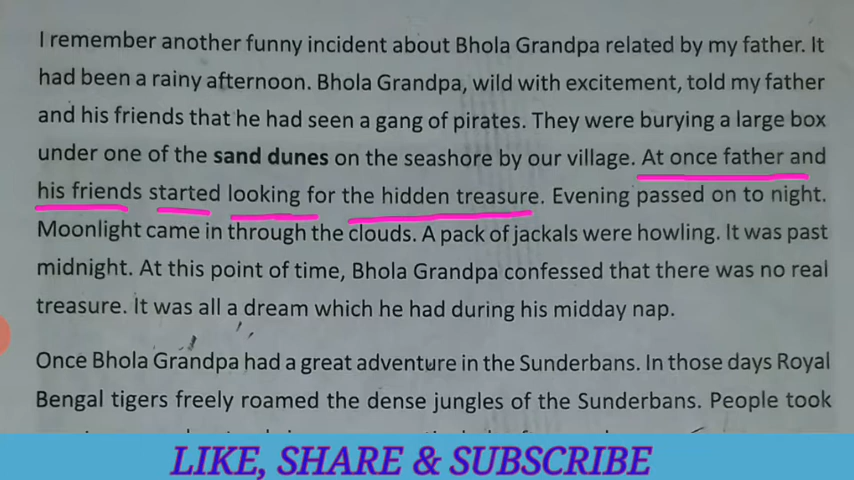 I remember another funny incident about Bhola Grandpa related by my father. It
had been a rainy afternoon. Bhola Grandpa, wild with excitement, told my father
and his friends that he had seen a gang of pirates. They were burying a large box
under one of the sand dunes on the seashore by our village. At once father and
his friends started looking for the hidden treasure. Evening passed on to night.
Moonlight came in through the clouds. A pack of jackals were howling. It was past
midnight. At this point of time, Bhola Grandpa confessed that there was no real
treasure. It was all a dream which he had during his midday nap.
Once Bhola Grandpa had a great adventure in the Sunderbans. In those days Royal
Bengal tigers freely roamed the dense jungles of the Sunderbans. People took
LIKE, SHARE & SUBSCRIBE